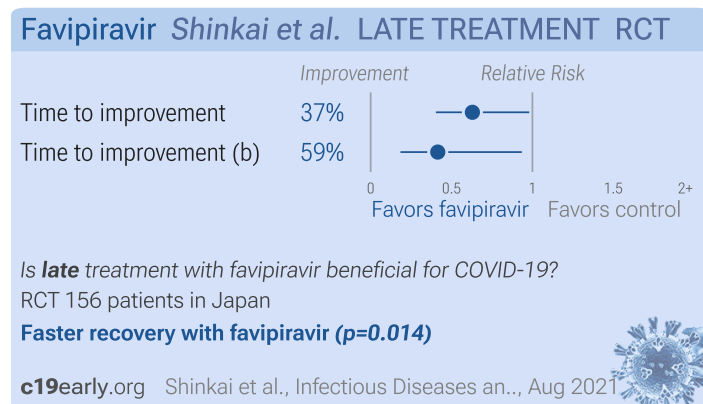 Favipiravir Shinkai et al. LATE TREATMENT RCT
Improvement Relative Risk
Time to improvement 37%
Time to improvement (b) 59%
0 0.5 1 1.5 2+
Favors favipiravir Favors control
Is late treatment with favipiravir beneficial for COVID-19?
RCT 156 patients in Japan
Faster recovery with favipiravir (p=0.014)
c19early.org Shinkai et al., Infectious Diseases an.., Aug 2021